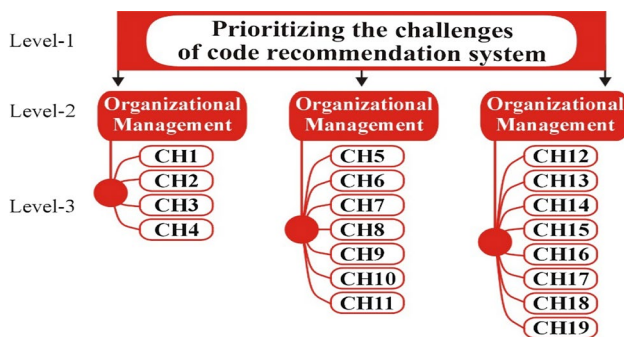 Level-1
Prioritizing the challenges
of code recommendation system
Level-2
Organizational
Management
Organizational
Management
Organizational
Management
Level-3
CH1
CH2
CH3
CH4
CH5
CH6
CH7
CH8
CH9
CH10
CH11
CH12
CH13
CH14
CH15
CH16
CH17
CH18
CH19